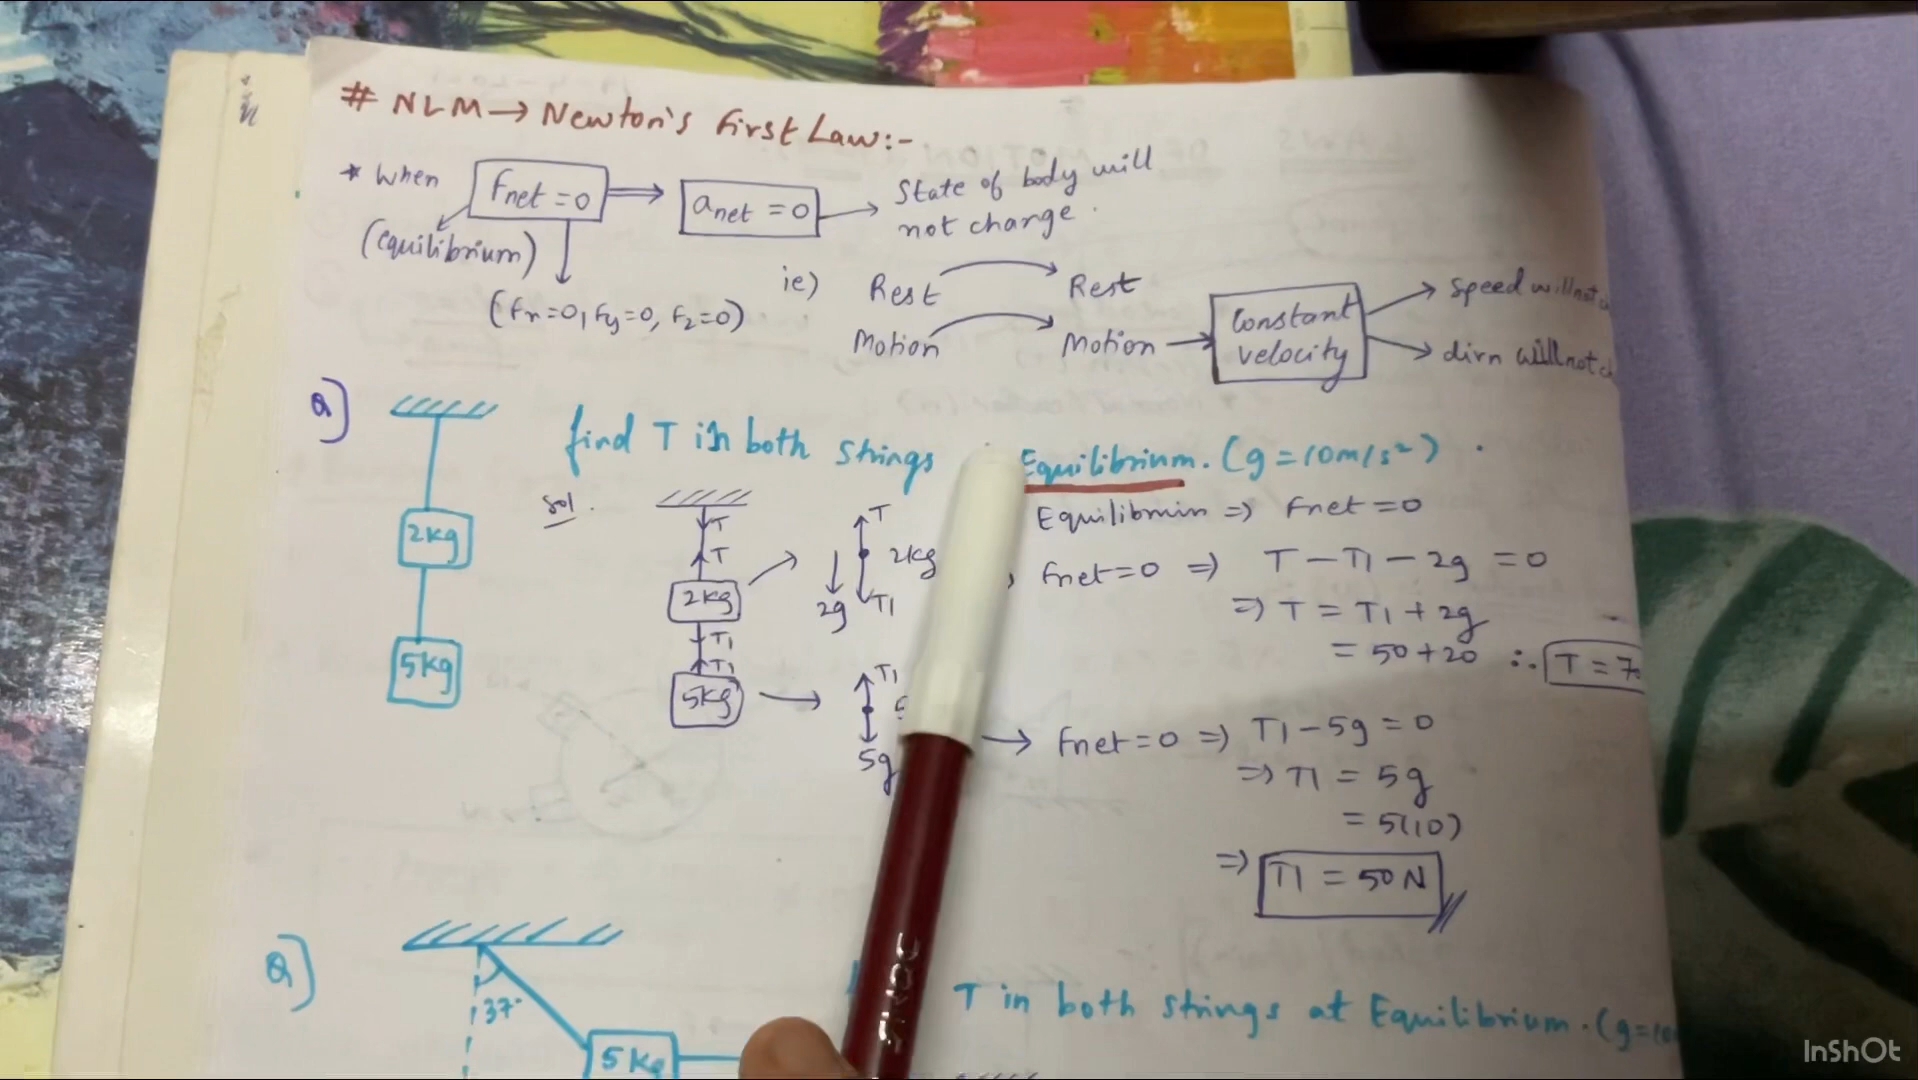 # NLM → Newton's First Law:-
* When Fnet = 0 ⇒ anet = 0 → State of body will not change.
(equilibrium)
(Fx=0, Fy=0, Fz=0)
ie) Rest Rest
Motion Motion → Constant velocity → speed will not
→ dirn will not
Q)
2kg
5kg
find T in both strings Equilibrium. (g = 10m/s²).
Sol.
T
T
2kg
T1
T1
5kg
T
2kg
2g
T1
T1
5g
Equilibmin ⇒ Fnet = 0
Fnet = 0 ⇒ T - T1 - 2g = 0
⇒ T = T1 + 2g
= 50 + 20 ∴ T = 70
→ Fnet = 0 ⇒ T1 - 5g = 0
⇒ T1 = 5g
= 5(10)
⇒ T1 = 50 N
Q)
37°
5kg
T in both strings at Equilibrium. (g=10
InShOt